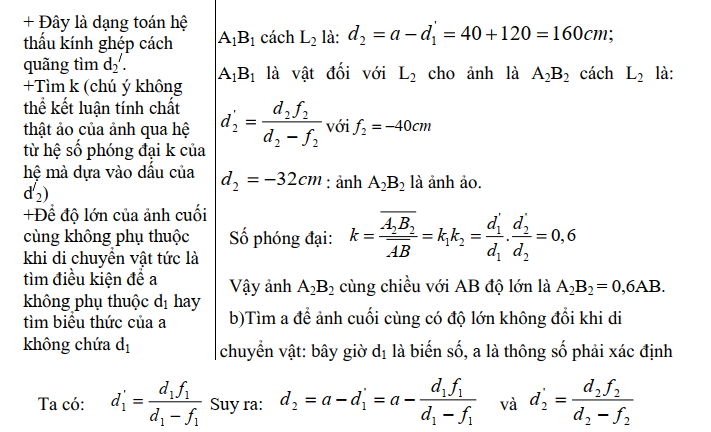 + Đây là dạng toán hệ
thấu kính ghép cách
quãng tìm d₂/.
+Tìm k (chú ý không
thể kết luận tính chất
thật ảo của ảnh qua hệ
từ hệ số phóng đại k của
hệ mà dựa vào dấu của
d/₂)
+Để độ lớn của ảnh cuối
cùng không phụ thuộc
khi di chuyển vật tức là
tìm điều kiện để a
không phụ thuộc d₁ hay
tìm biểu thức của a
không chứa d₁
A₁B₁ cách L₂ là: d₂ = a − d₁' = 40 + 120 = 160cm;
A₁B₁ là vật đối với L₂ cho ảnh là A₂B₂ cách L₂ là:
d₂' = d₂f₂ / (d₂ − f₂) với f₂ = −40cm
d₂ = −32cm : ảnh A₂B₂ là ảnh ảo.
Số phóng đại: k = A̅₂̅B̅₂̅ / A̅B̅ = k₁k₂ = d₁'/d₁ . d₂'/d₂ = 0,6
Vậy ảnh A₂B₂ cùng chiều với AB độ lớn là A₂B₂ = 0,6AB.
b)Tìm a để ảnh cuối cùng có độ lớn không đổi khi di
chuyển vật: bây giờ d₁ là biến số, a là thông số phải xác định
Ta có: d₁' = d₁f₁ / (d₁ − f₁) Suy ra: d₂ = a − d₁' = a − d₁f₁ / (d₁ − f₁) và d₂' = d₂f₂ / (d₂ − f₂)